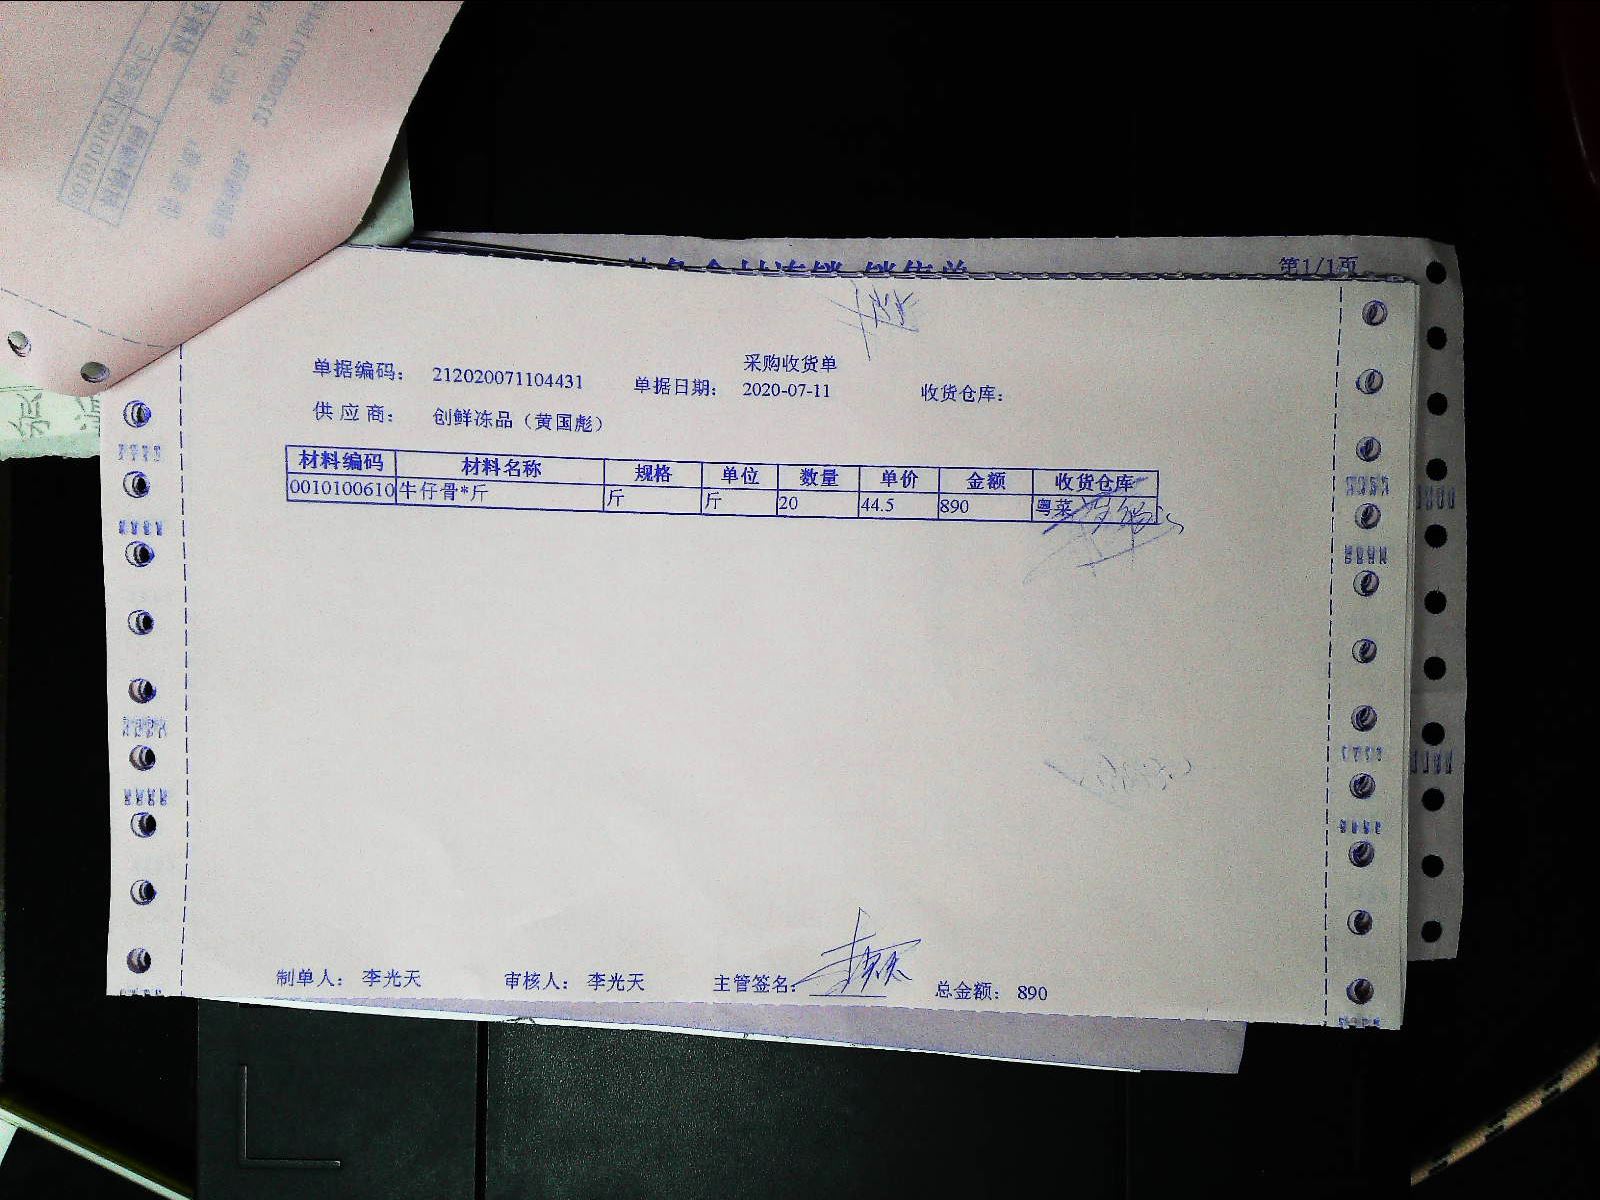 第1/1页
采购收货单
单据编码： 212020071104431 单据日期： 2020-07-11 收货仓库：
供应商： 创鲜冻品（黄国彪）
材料编码 材料名称 规格 单位 数量 单价 金额 收货仓库
0010100610 牛仔骨*斤 斤 斤 20 44.5 890 粤菜
制单人： 李光天 审核人： 李光天 主管签名： 总金额： 890